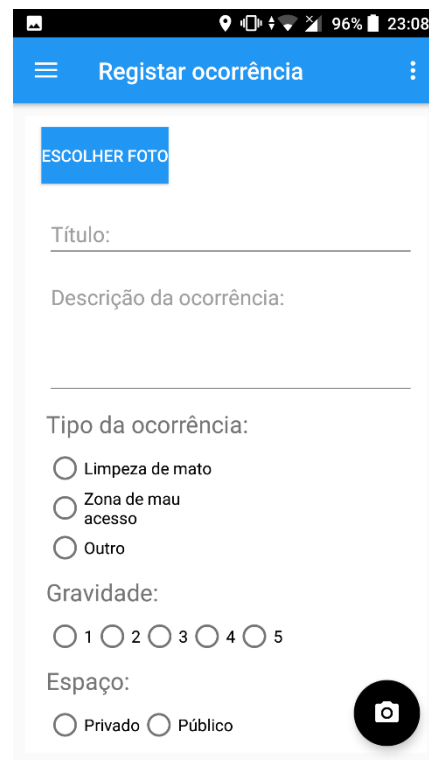 96% 23:08
Registar ocorrência
ESCOLHER FOTO
Título:
Descrição da ocorrência:
Tipo da ocorrência:
Limpeza de mato
Zona de mau
acesso
Outro
Gravidade:
1 2 3 4 5
Espaço:
Privado Público